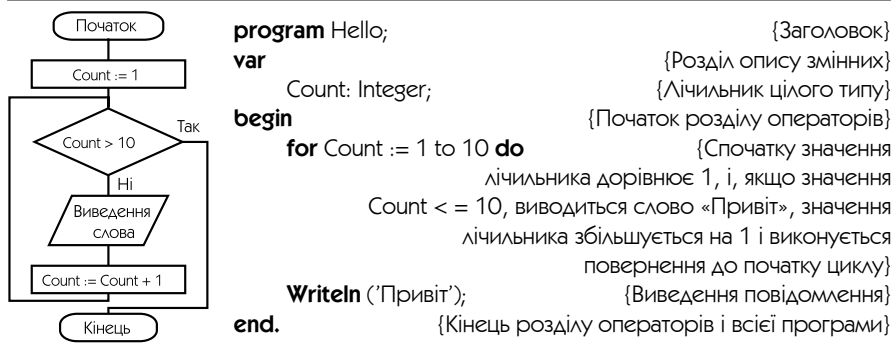 Початок
Count := 1
Count > 10
Так
Ні
Виведення
слова
Count := Count + 1
Кінець
program Hello; {Заголовок}
var {Розділ опису змінних}
Count: Integer; {Лічильник цілого типу}
begin {Початок розділу операторів}
for Count := 1 to 10 do {Спочатку значення
лічильника дорівнює 1, і, якщо значення
Count < = 10, виводиться слово «Привіт», значення
лічильника збільшується на 1 і виконується
повернення до початку циклу}
Writeln ('Привіт'); {Виведення повідомлення}
end. {Кінець розділу операторів і всієї програми}